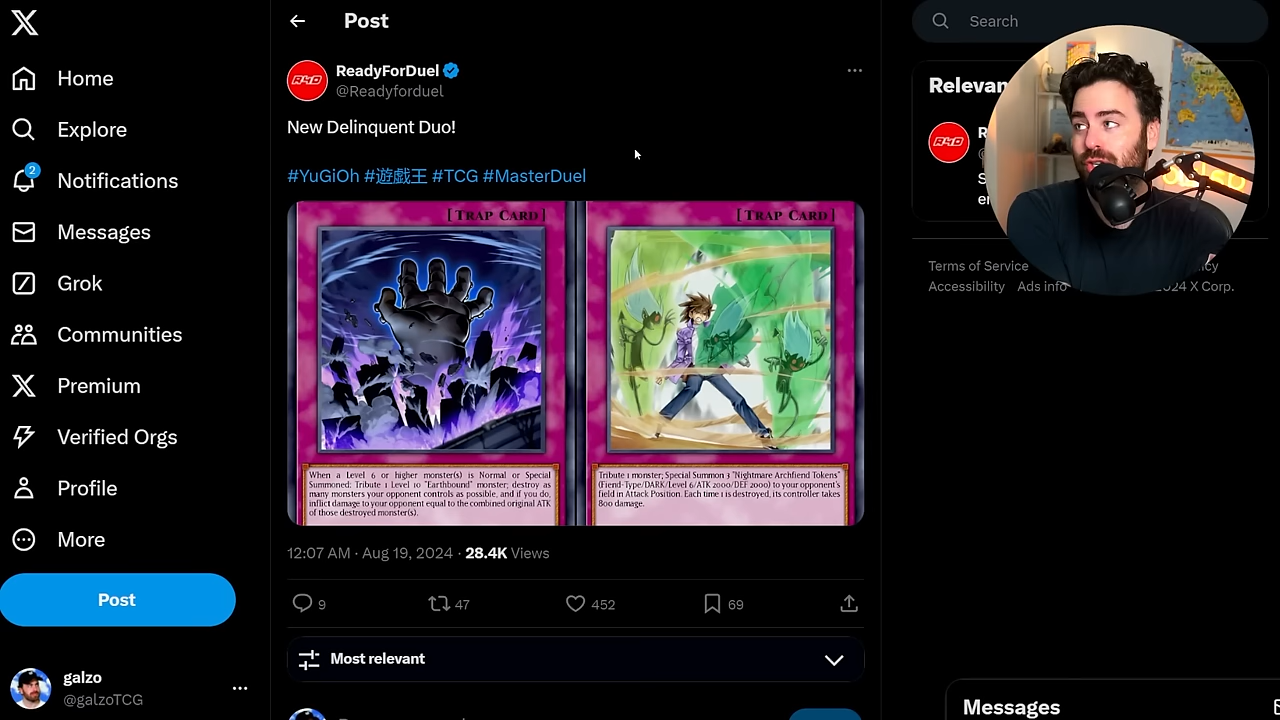 Home
Explore
2
Notifications
Messages
Grok
Communities
Premium
Verified Orgs
Profile
More
Post
galzo
@galzoTCG
Post
R4D
ReadyForDuel
@Readyforduel
New Delinquent Duo!
#YuGiOh #遊戯王 #TCG #MasterDuel
[TRAP CARD]
When a Level 6 or higher monster(s) is Normal or Special
Summoned: Tribute 1 Level 10 "Earthbound" monster; destroy as
many monsters your opponent controls as possible, and if you do,
inflict damage to your opponent equal to the combined original ATK
of those destroyed monster(s).
[TRAP CARD]
Tribute 1 monster; Special Summon 3 "Nightmare Archfiend Tokens"
(Fiend-Type/DARK/Level 6/ATK 2000/DEF 2000) to your opponent's
field in Attack Position. Each time 1 is destroyed, its controller takes
800 damage.
12:07 AM · Aug 19, 2024 · 28.4K Views
9
47
452
69
Most relevant
Search
Relevan
R4D
Terms of Service
Accessibility Ads info 2024 X Corp.
Messages